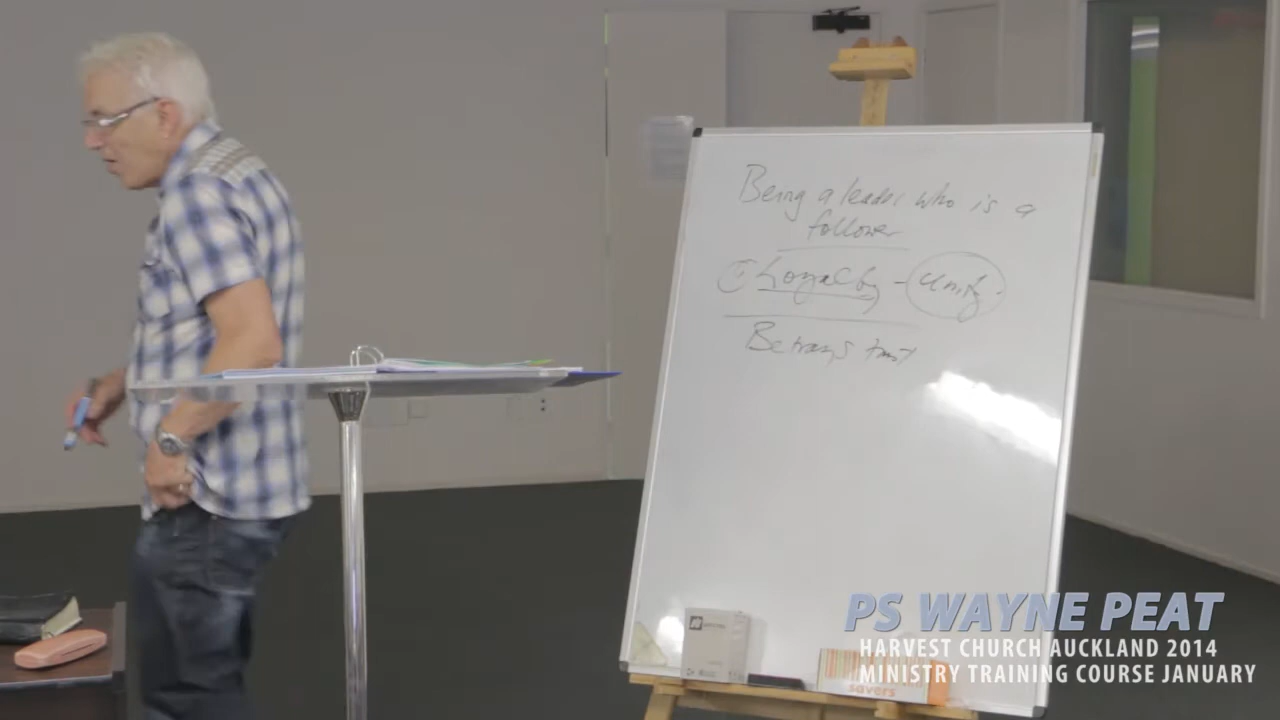 Being a leader who is a
follower
① Loyalty - Unity
Betrays trust
savers
PS WAYNE PEAT
HARVEST CHURCH AUCKLAND 2014
MINISTRY TRAINING COURSE JANUARY